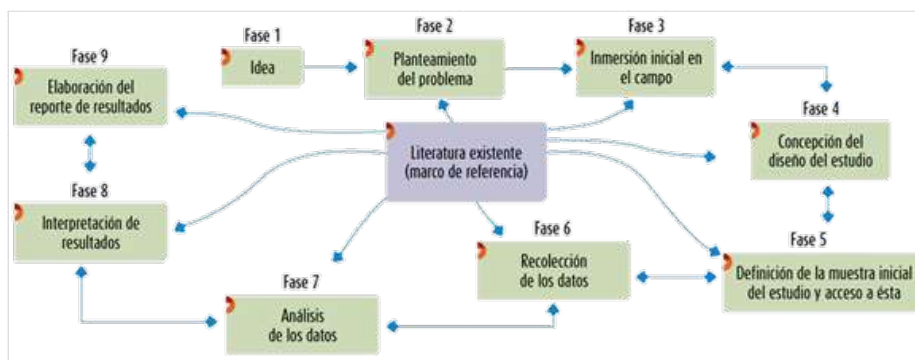 Fase 1
Idea
Fase 2
Planteamiento
del problema
Fase 3
Inmersión inicial en
el campo
Fase 4
Concepción del
diseño del estudio
Fase 5
Definición de la muestra inicial
del estudio y acceso a ésta
Fase 6
Recolección
de los datos
Fase 7
Análisis
de los datos
Fase 8
Interpretación de
resultados
Fase 9
Elaboración del
reporte de resultados
Literatura existente
(marco de referencia)